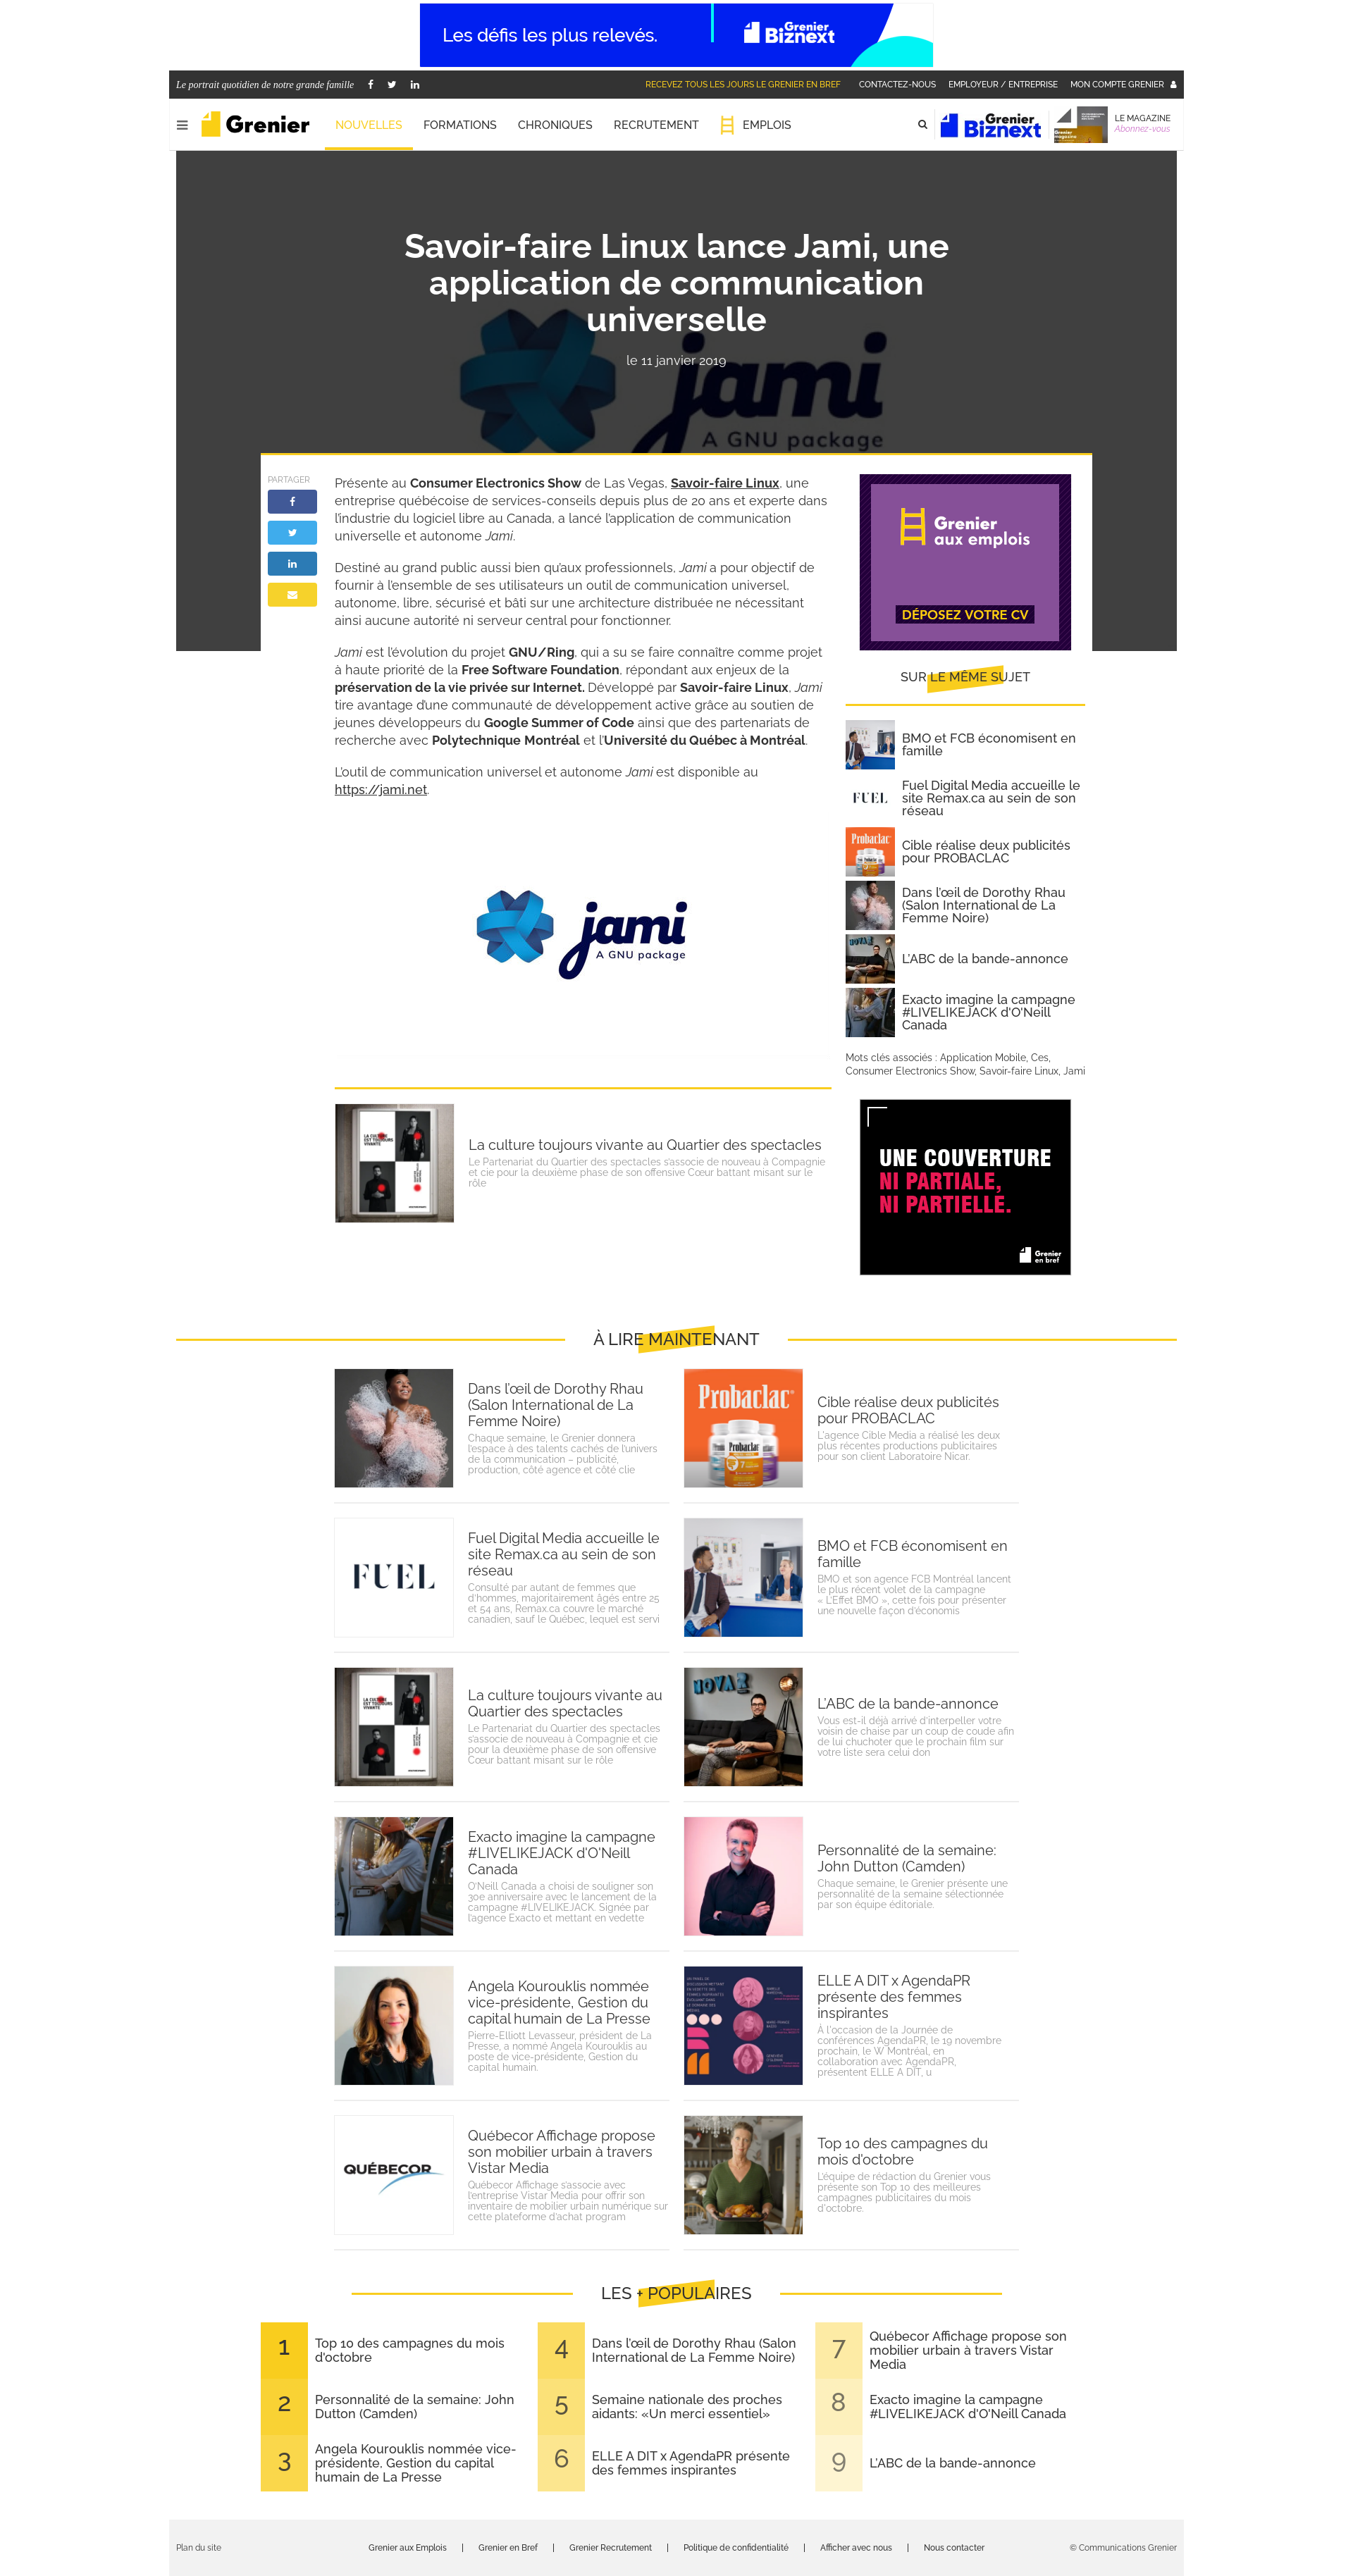 Les défis les plus relevés.
Grenier
Biznext
Le portrait quotidien de notre grande famille
RECEVEZ TOUS LES JOURS LE GRENIER EN BREF
CONTACTEZ-NOUS
EMPLOYEUR / ENTREPRISE
MON COMPTE GRENIER
Grenier
NOUVELLES
FORMATIONS
CHRONIQUES
RECRUTEMENT
EMPLOIS
Grenier
Biznext
LE MAGAZINE
Abonnez-vous
Savoir-faire Linux lance Jami, une
application de communication
universelle
le 11 janvier 2019
jami
A GNU package
PARTAGER
Présente au Consumer Electronics Show de Las Vegas, Savoir-faire Linux, une
entreprise québécoise de services-conseils depuis plus de 20 ans et experte dans
l'industrie du logiciel libre au Canada, a lancé l'application de communication
universelle et autonome Jami.
Destiné au grand public aussi bien qu'aux professionnels, Jami a pour objectif de
fournir à l'ensemble de ses utilisateurs un outil de communication universel,
autonome, libre, sécurisé et bâti sur une architecture distribuée ne nécessitant
ainsi aucune autorité ni serveur central pour fonctionner.
Jami est l'évolution du projet GNU/Ring, qui a su se faire connaître comme projet
à haute priorité de la Free Software Foundation, répondant aux enjeux de la
préservation de la vie privée sur Internet. Développé par Savoir-faire Linux, Jami
tire avantage d'une communauté de développement active grâce au soutien de
jeunes développeurs du Google Summer of Code ainsi que des partenariats de
recherche avec Polytechnique Montréal et l'Université du Québec à Montréal.
L'outil de communication universel et autonome Jami est disponible au
https://jami.net.
jami
A GNU package
Grenier
aux emplois
DÉPOSEZ VOTRE CV
SUR LE MÊME SUJET
BMO et FCB économisent en
famille
FUEL
Fuel Digital Media accueille le
site Remax.ca au sein de son
réseau
Probaclac
Cible réalise deux publicités
pour PROBACLAC
Dans l'œil de Dorothy Rhau
(Salon International de La
Femme Noire)
L'ABC de la bande-annonce
Exacto imagine la campagne
#LIVELIKEJACK d'O'Neill
Canada
Mots clés associés : Application Mobile, Ces,
Consumer Electronics Show, Savoir-faire Linux, Jami
LA CULTURE
EST TOUJOURS
VIVANTE
La culture toujours vivante au Quartier des spectacles
Le Partenariat du Quartier des spectacles s'associe de nouveau à Compagnie
et cie pour la deuxième phase de son offensive Cœur battant misant sur le
rôle
UNE COUVERTURE
NI PARTIALE,
NI PARTIELLE.
Grenier
en bref
À LIRE MAINTENANT
Dans l'œil de Dorothy Rhau
(Salon International de La
Femme Noire)
Chaque semaine, le Grenier donnera
l'espace à des talents cachés de l'univers
de la communication – publicité,
production, côté agence et côté clie
Probaclac
Cible réalise deux publicités
pour PROBACLAC
L'agence Cible Media a réalisé les deux
plus récentes productions publicitaires
pour son client Laboratoire Nicar.
FUEL
Fuel Digital Media accueille le
site Remax.ca au sein de son
réseau
Consulté par autant de femmes que
d'hommes, majoritairement âgés entre 25
et 54 ans, Remax.ca couvre le marché
canadien, sauf le Québec, lequel est servi
BMO et FCB économisent en
famille
BMO et son agence FCB Montréal lancent
le plus récent volet de la campagne
« L'Effet BMO », cette fois pour présenter
une nouvelle façon d'économis
LA CULTURE
EST TOUJOURS
VIVANTE
La culture toujours vivante au
Quartier des spectacles
Le Partenariat du Quartier des spectacles
s'associe de nouveau à Compagnie et cie
pour la deuxième phase de son offensive
Cœur battant misant sur le rôle
L'ABC de la bande-annonce
Vous est-il déjà arrivé d'interpeller votre
voisin de chaise par un coup de coude afin
de lui chuchoter que le prochain film sur
votre liste sera celui don
Exacto imagine la campagne
#LIVELIKEJACK d'O'Neill
Canada
O'Neill Canada a choisi de souligner son
30e anniversaire avec le lancement de la
campagne #LIVELIKEJACK. Signée par
l'agence Exacto et mettant en vedette
Personnalité de la semaine:
John Dutton (Camden)
Chaque semaine, le Grenier présente une
personnalité de la semaine sélectionnée
par son équipe éditoriale.
Angela Kourouklis nommée
vice-présidente, Gestion du
capital humain de La Presse
Pierre-Elliott Levasseur, président de La
Presse, a nommé Angela Kourouklis au
poste de vice-présidente, Gestion du
capital humain.
ELLE A DIT x AgendaPR
présente des femmes
inspirantes
À l'occasion de la Journée de
conférences AgendaPR, le 19 novembre
prochain, le W Montréal, en
collaboration avec AgendaPR,
présentent ELLE A DIT, u
QUÉBECOR
Québecor Affichage propose
son mobilier urbain à travers
Vistar Media
Québecor Affichage s'associe avec
l'entreprise Vistar Media pour offrir son
inventaire de mobilier urbain numérique sur
cette plateforme d'achat program
Top 10 des campagnes du
mois d'octobre
L'équipe de rédaction du Grenier vous
présente son Top 10 des meilleures
campagnes publicitaires du mois
d'octobre.
LES + POPULAIRES
1
Top 10 des campagnes du mois
d'octobre
2
Personnalité de la semaine: John
Dutton (Camden)
3
Angela Kourouklis nommée vice-
présidente, Gestion du capital
humain de La Presse
4
Dans l'œil de Dorothy Rhau (Salon
International de La Femme Noire)
5
Semaine nationale des proches
aidants: «Un merci essentiel»
6
ELLE A DIT x AgendaPR présente
des femmes inspirantes
7
Québecor Affichage propose son
mobilier urbain à travers Vistar
Media
8
Exacto imagine la campagne
#LIVELIKEJACK d'O'Neill Canada
9
L'ABC de la bande-annonce
Plan du site
Grenier aux Emplois | Grenier en Bref | Grenier Recrutement | Politique de confidentialité | Afficher avec nous | Nous contacter
© Communications Grenier